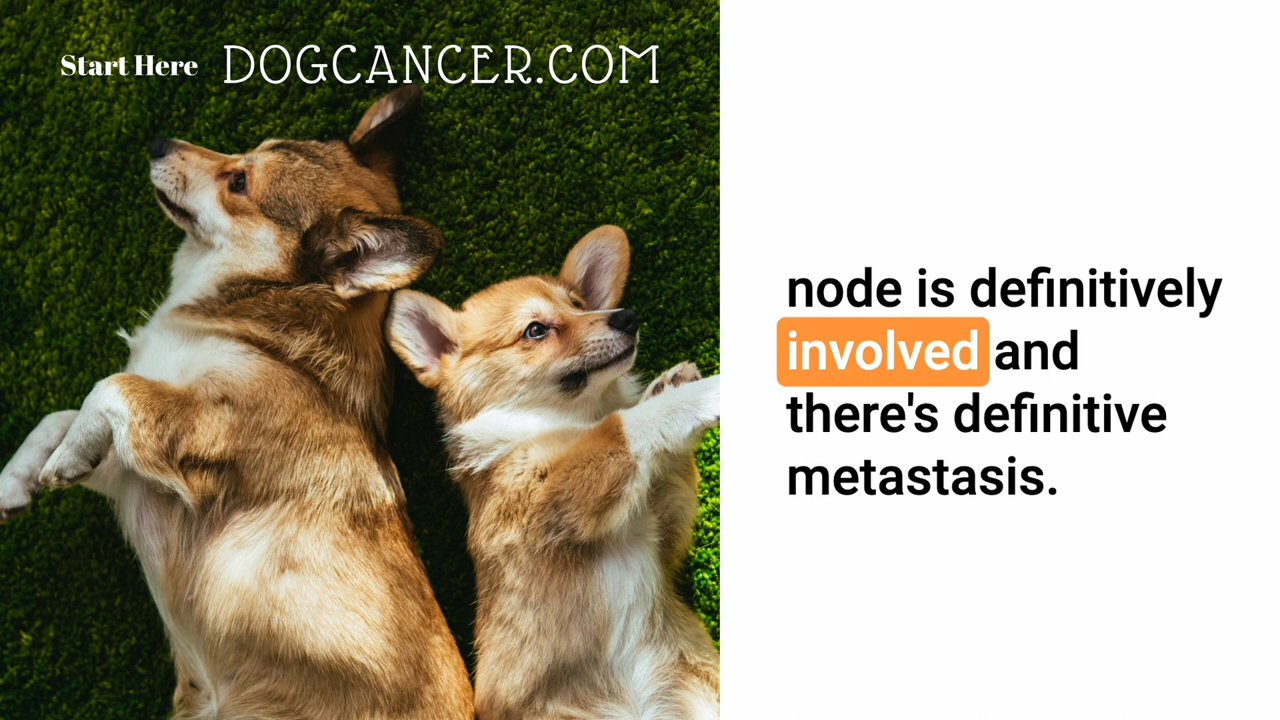 Start Here DOGCANCER.COM
node is definitively
involved and
there's definitive
metastasis.